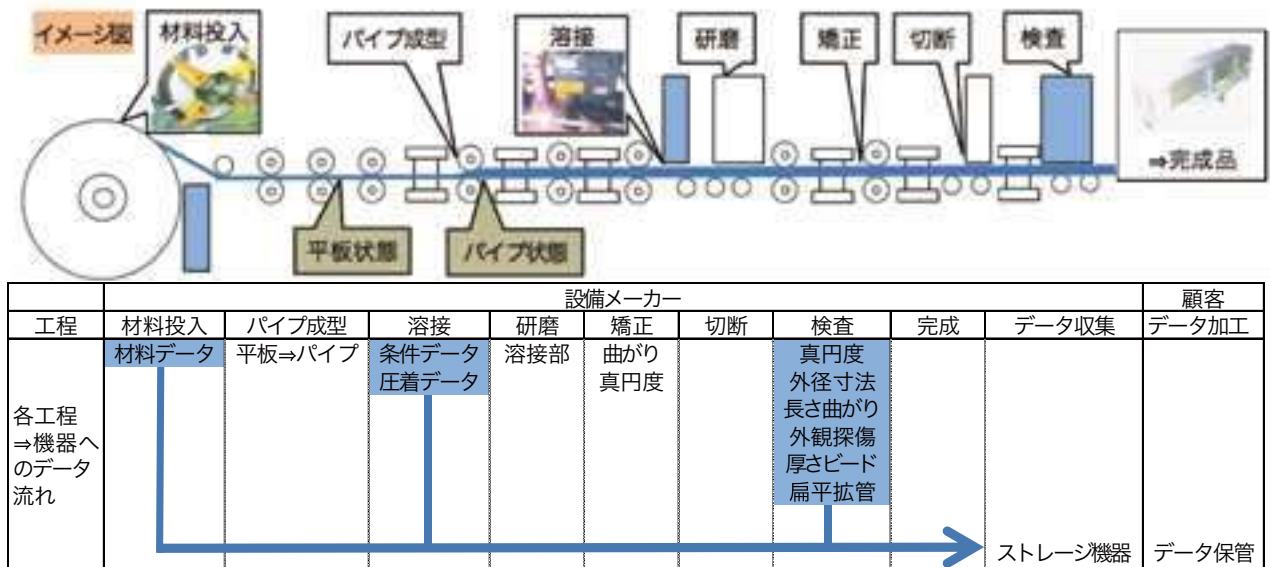 イメージ図
材料投入
パイプ成型
溶接
研磨
矯正
切断
検査
⇒完成品
平板状態
パイプ状態
設備メーカー 顧客
工程 材料投入 パイプ成型 溶接 研磨 矯正 切断 検査 完成 データ収集 データ加工
材料データ 平板⇒パイプ 条件データ 溶接部 曲がり 真円度
圧着データ 真円度 外径寸法
長さ曲がり
各工程
⇒機器へ
のデータ
流れ
外観探傷
厚さビード
扁平拡管
ストレージ機器 データ保管